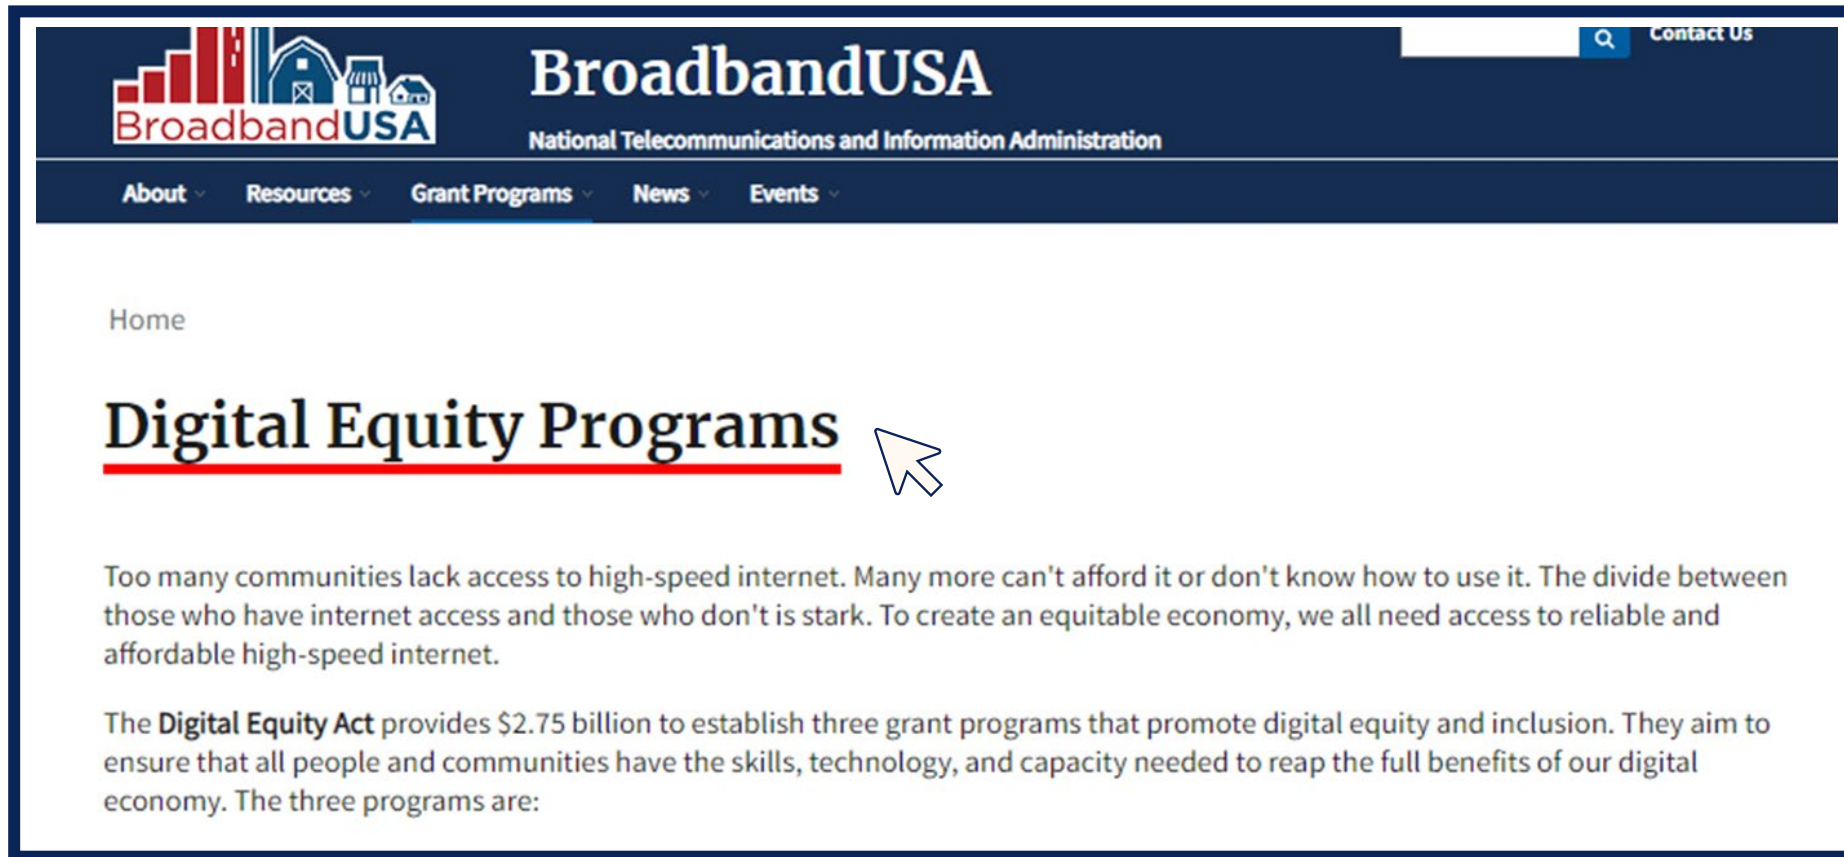 BroadbandUSA
BroadbandUSA
National Telecommunications and Information Administration
Contact Us
About
Resources
Grant Programs
News
Events
Home
Digital Equity Programs
Too many communities lack access to high-speed internet. Many more can't afford it or don't know how to use it. The divide between
those who have internet access and those who don't is stark. To create an equitable economy, we all need access to reliable and
affordable high-speed internet.
The Digital Equity Act provides $2.75 billion to establish three grant programs that promote digital equity and inclusion. They aim to
ensure that all people and communities have the skills, technology, and capacity needed to reap the full benefits of our digital
economy. The three programs are: